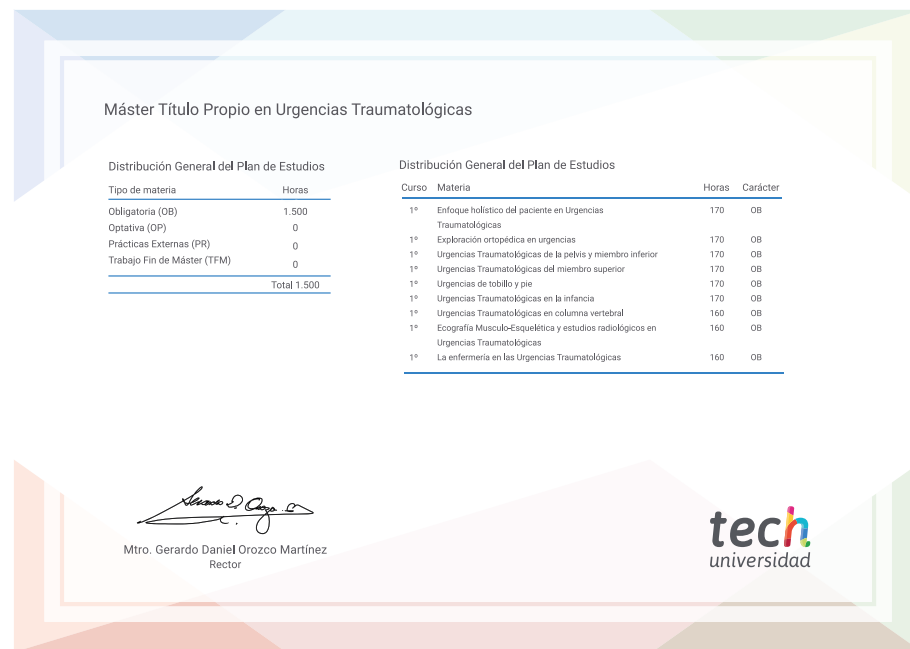 Máster Título Propio en Urgencias Traumatológicas
Distribución General del Plan de Estudios
Tipo de materia Horas
Obligatoria (OB) 1.500
Optativa (OP) 0
Prácticas Externas (PR) 0
Trabajo Fin de Máster (TFM) 0
Total 1.500
Distribución General del Plan de Estudios
Curso Materia Horas Carácter
1º Enfoque holístico del paciente en Urgencias 170 OB
Traumatológicas
1º Exploración ortopédica en urgencias 170 OB
1º Urgencias Traumatológicas de la pelvis y miembro inferior 170 OB
1º Urgencias Traumatológicas del miembro superior 170 OB
1º Urgencias de tobillo y pie 170 OB
1º Urgencias Traumatológicas en la infancia 170 OB
1º Urgencias Traumatológicas en columna vertebral 160 OB
1º Ecografía Musculo-Esquelética y estudios radiológicos en 160 OB
Urgencias Traumatológicas
1º La enfermería en las Urgencias Traumatológicas 160 OB
Mtro. Gerardo Daniel Orozco Martínez
Rector
tech
universidad